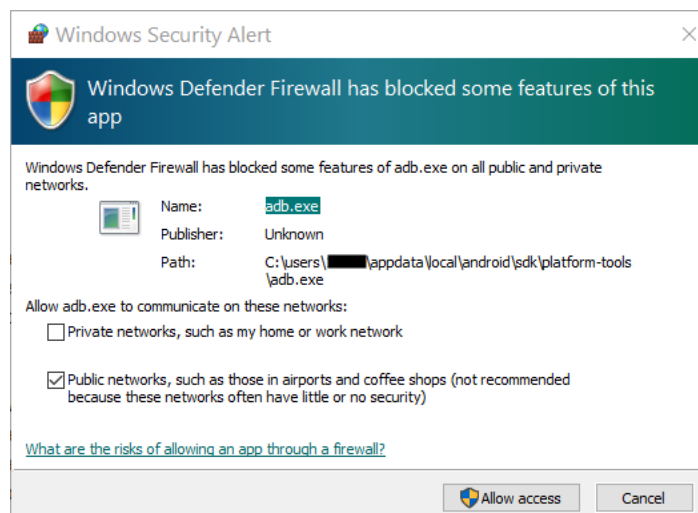 Windows Security Alert
Windows Defender Firewall has blocked some features of this
app
Windows Defender Firewall has blocked some features of adb.exe on all public and private
networks.
Name: adb.exe
Publisher: Unknown
Path: C:\users\ \appdata\local\android\sdk\platform-tools
\adb.exe
Allow adb.exe to communicate on these networks:
Private networks, such as my home or work network
Public networks, such as those in airports and coffee shops (not recommended
because these networks often have little or no security)
What are the risks of allowing an app through a firewall?
Allow access Cancel